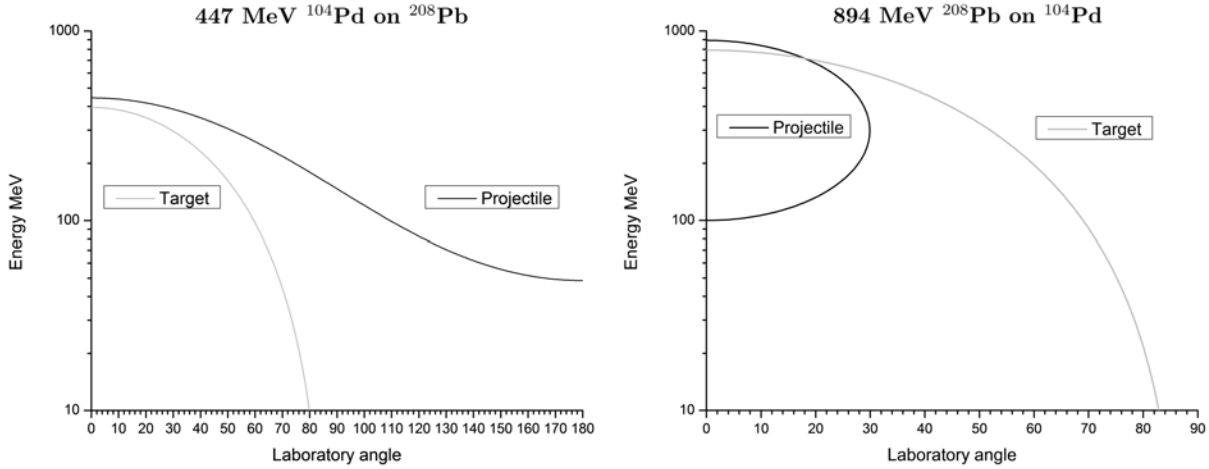 447 MeV ¹⁰⁴Pd on ²⁰⁸Pb
1000
100
10
Energy MeV
Target
Projectile
0 10 20 30 40 50 60 70 80 90 100 110 120 130 140 150 160 170 180
Laboratory angle
894 MeV ²⁰⁸Pb on ¹⁰⁴Pd
1000
100
10
Energy MeV
Projectile
Target
0 10 20 30 40 50 60 70 80 90
Laboratory angle